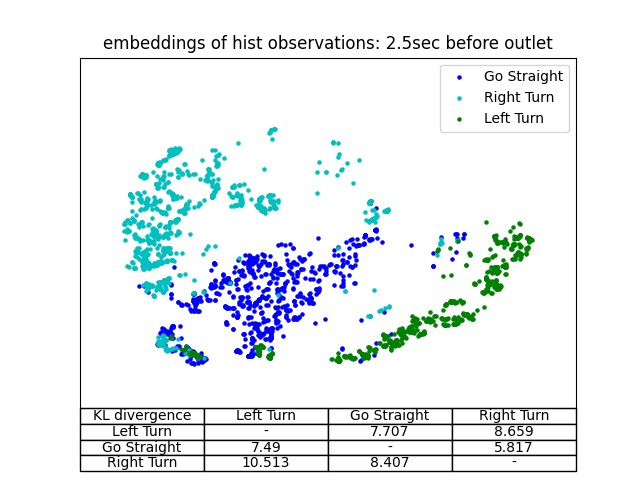 embeddings of hist observations: 2.5sec before outlet
Go Straight
Right Turn
Left Turn
KL divergence Left Turn Go Straight Right Turn
Left Turn - 7.707 8.659
Go Straight 7.49 - 5.817
Right Turn 10.513 8.407 -